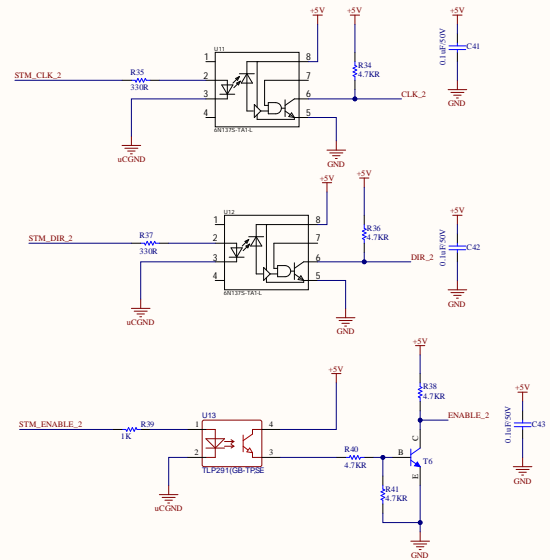 +5V
+5V
+5V
U11
1
8
R34
4.7KR
0.1uF/50V
C41
STM_CLK_2
R35
330R
2
7
3
6
CLK_2
4
5
GND
6N137S-TA1-L
uCGND
GND
+5V
+5V
+5V
U12
1
8
R36
4.7KR
0.1uF/50V
C42
STM_DIR_2
R37
330R
2
7
3
6
DIR_2
4
5
GND
6N137S-TA1-L
uCGND
GND
+5V
+5V
+5V
R38
4.7KR
U13
STM_ENABLE_2
R39
1K
1
4
ENABLE_2
0.1uF/50V
C43
C
2
3
R40
4.7KR
B
T6
E
TLP291(GB-TP,SE
GND
R41
4.7KR
uCGND
GND